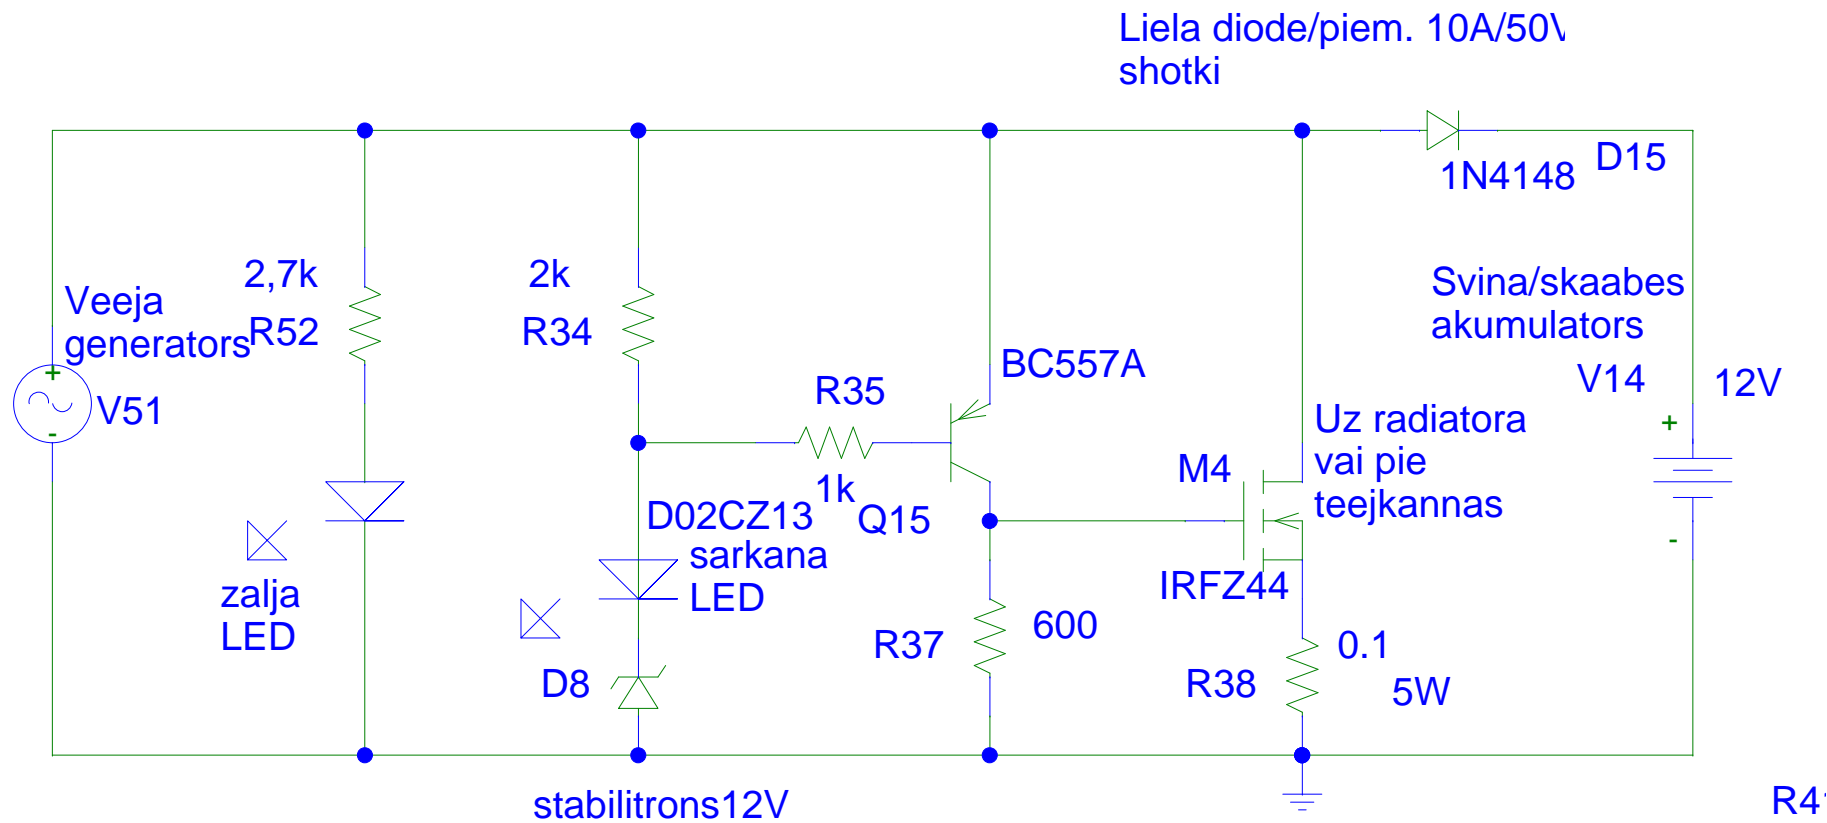 Liela diode/piem. 10A/50V
shotki
1N4148
D15
Veeja
generators
V51
+
-
2,7k
R52
zalja
LED
2k
R34
R35
1k
D02CZ13
sarkana
LED
D8
stabilitrons12V
BC557A
Q15
R37
600
M4
IRFZ44
Uz radiatora
vai pie
teejkannas
R38
0.1
5W
Svina/skaabes
akumulators
V14
12V
+
-